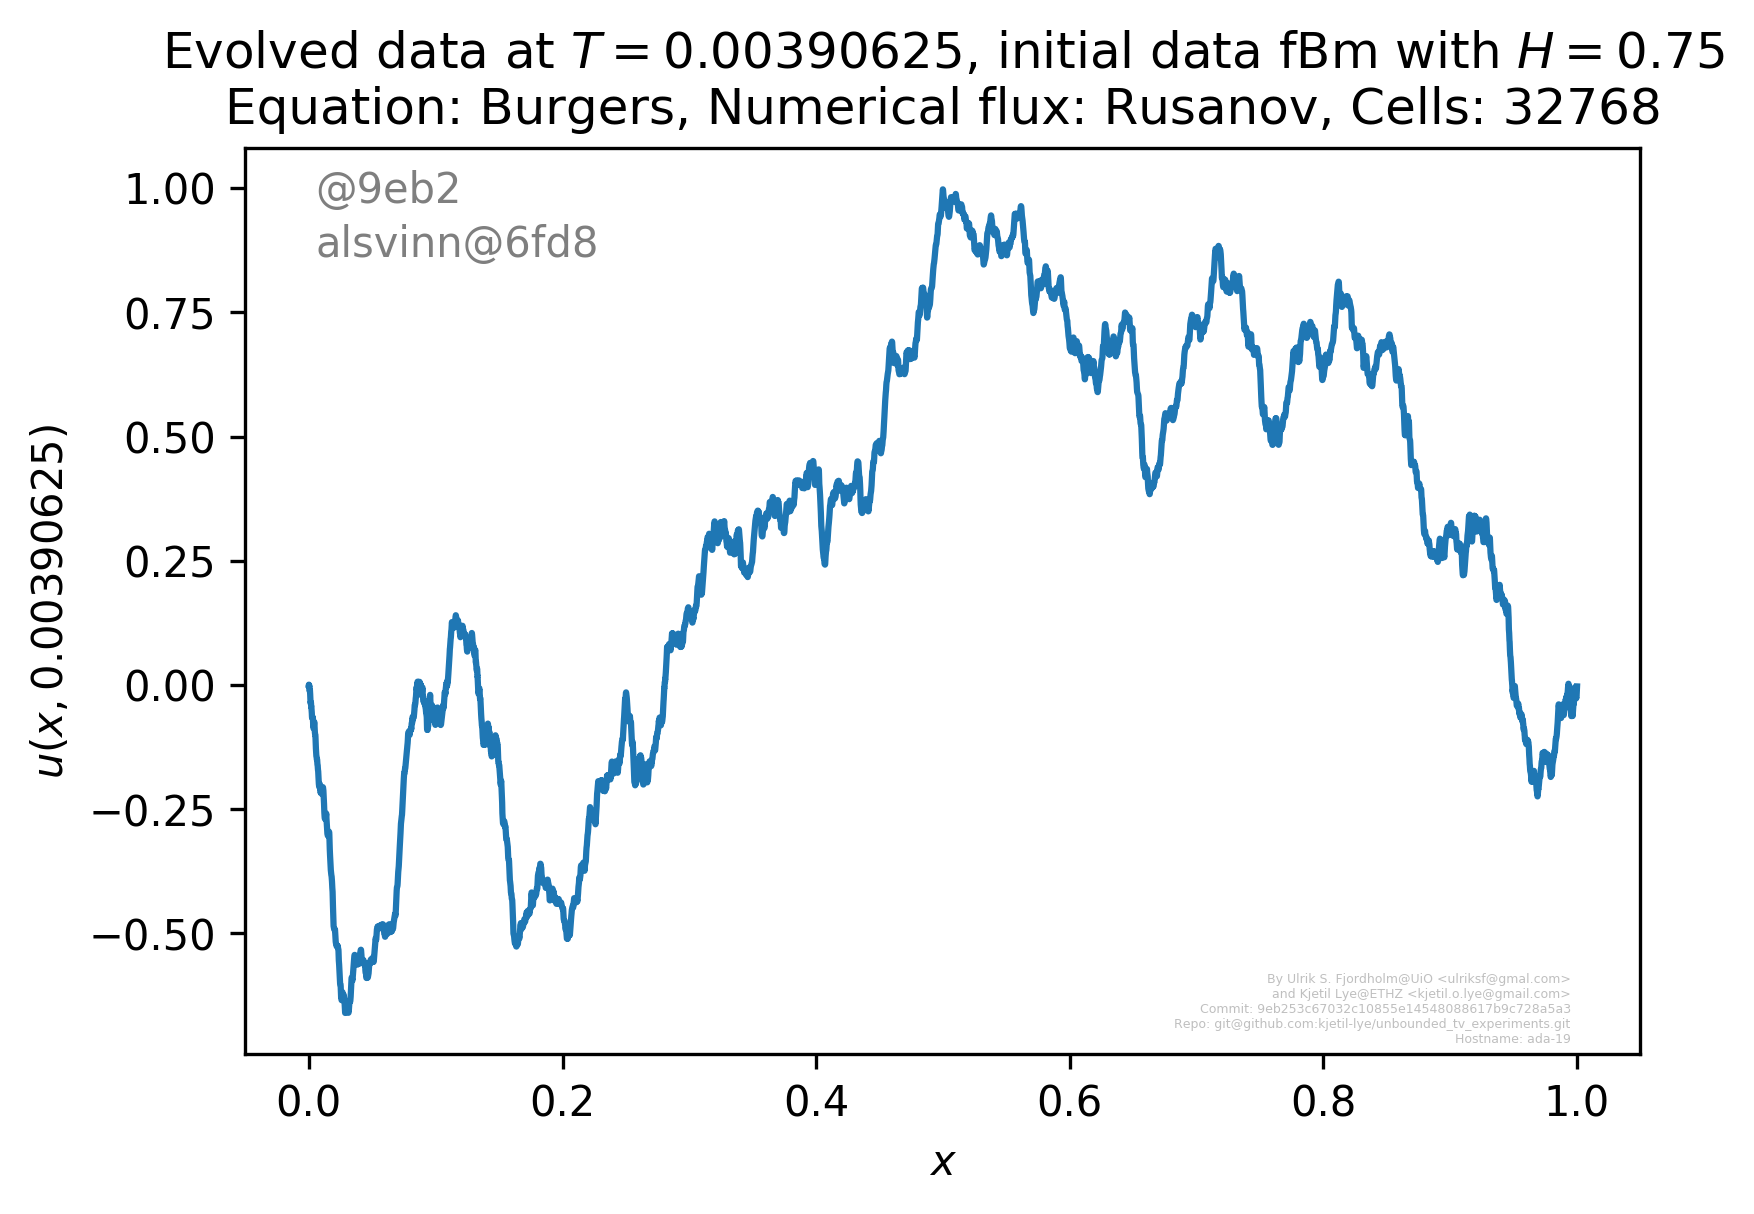 Evolved data at T = 0.00390625, initial data fBm with H = 0.75
Equation: Burgers, Numerical flux: Rusanov, Cells: 32768
@9eb2
alsvinn@6fd8
1.00
0.75
0.50
0.25
0.00
−0.25
−0.50
u(x, 0.00390625)
By Ulrik S. Fjordholm@UiO <ulriksf@gmal.com>
and Kjetil Lye@ETHZ <kjetil.o.lye@gmail.com>
Commit: 9eb253c67032c10855e14548088617b9c728a5a3
Repo: git@github.com:kjetil-lye/unbounded_tv_experiments.git
Hostname: ada-19
0.0 0.2 0.4 0.6 0.8 1.0
x